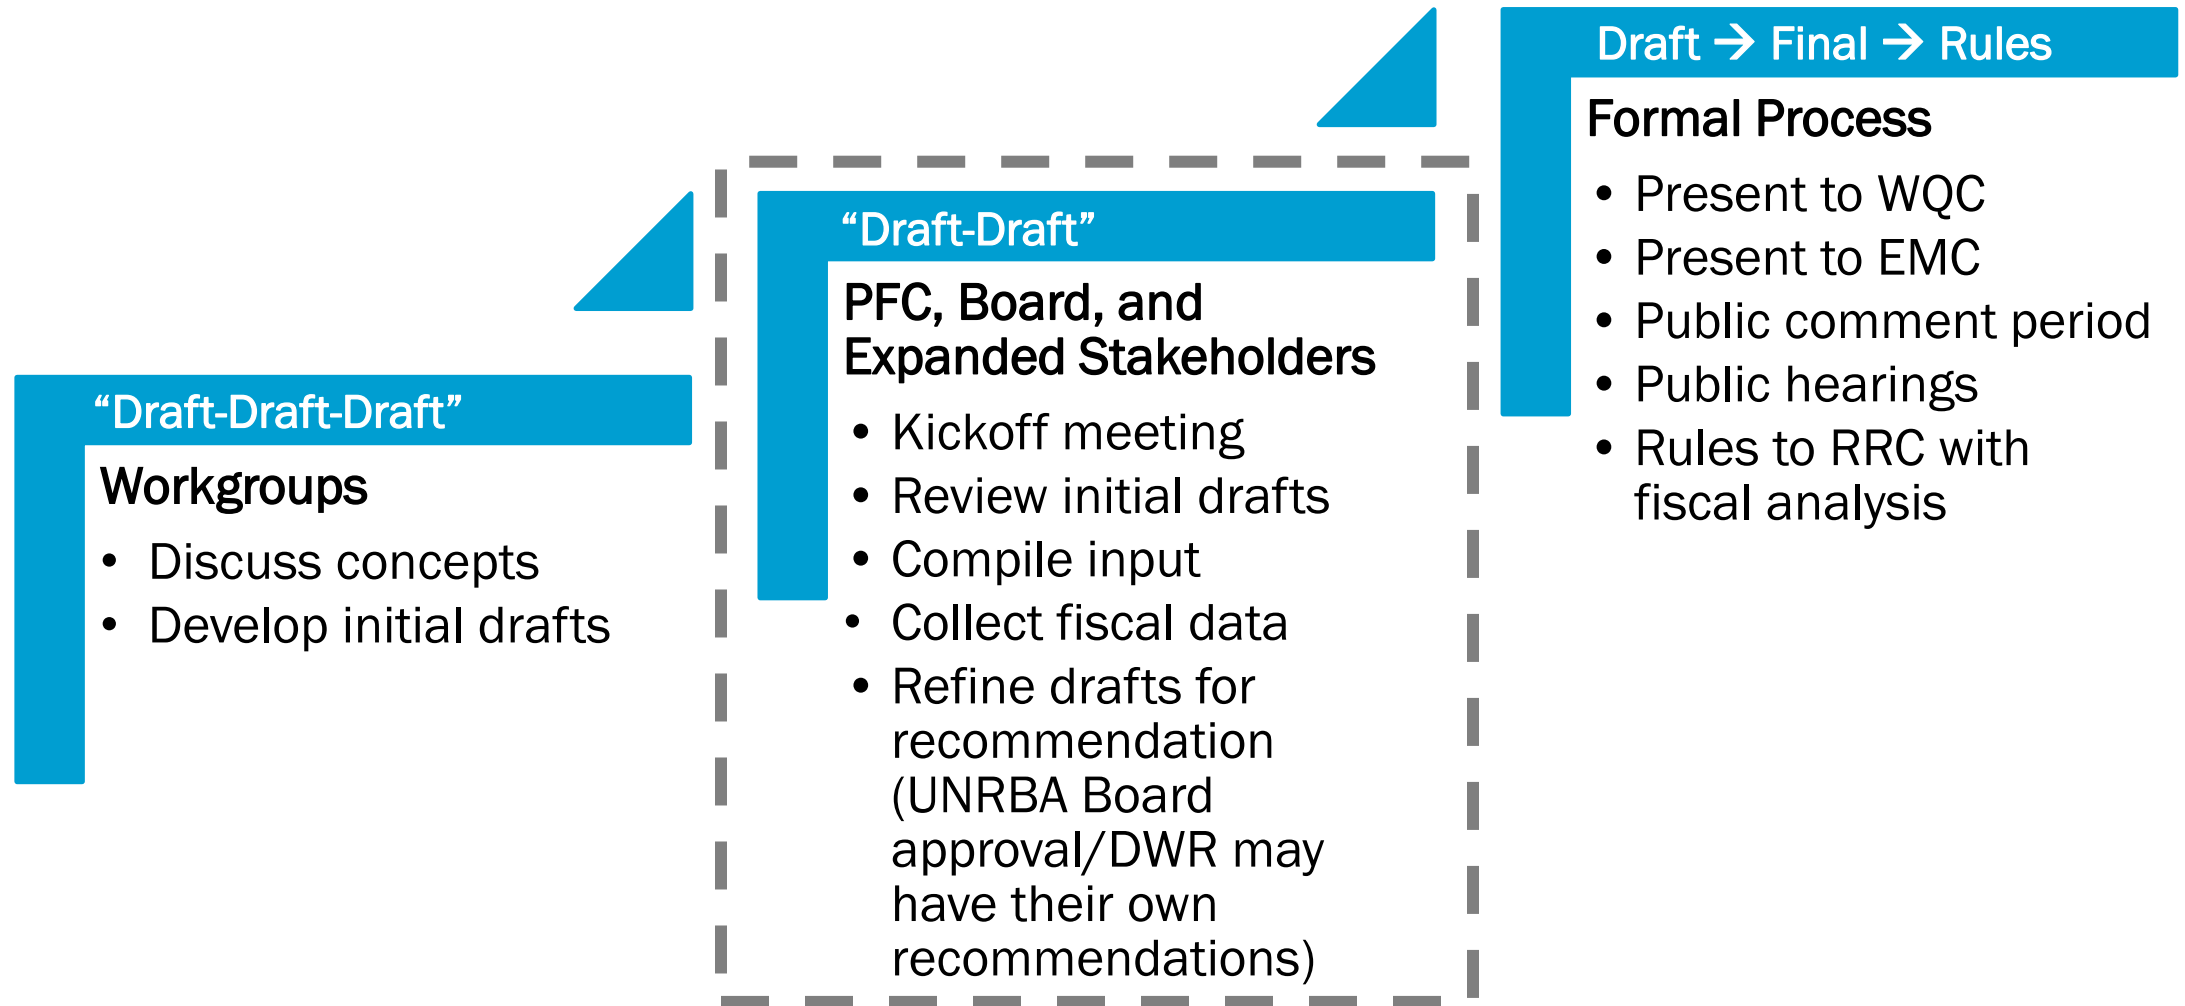 “Draft-Draft-Draft”
Workgroups
• Discuss concepts
• Develop initial drafts
“Draft-Draft”
PFC, Board, and
Expanded Stakeholders
• Kickoff meeting
• Review initial drafts
• Compile input
• Collect fiscal data
• Refine drafts for
recommendation
(UNRBA Board
approval/DWR may
have their own
recommendations)
Draft → Final → Rules
Formal Process
• Present to WQC
• Present to EMC
• Public comment period
• Public hearings
• Rules to RRC with
fiscal analysis